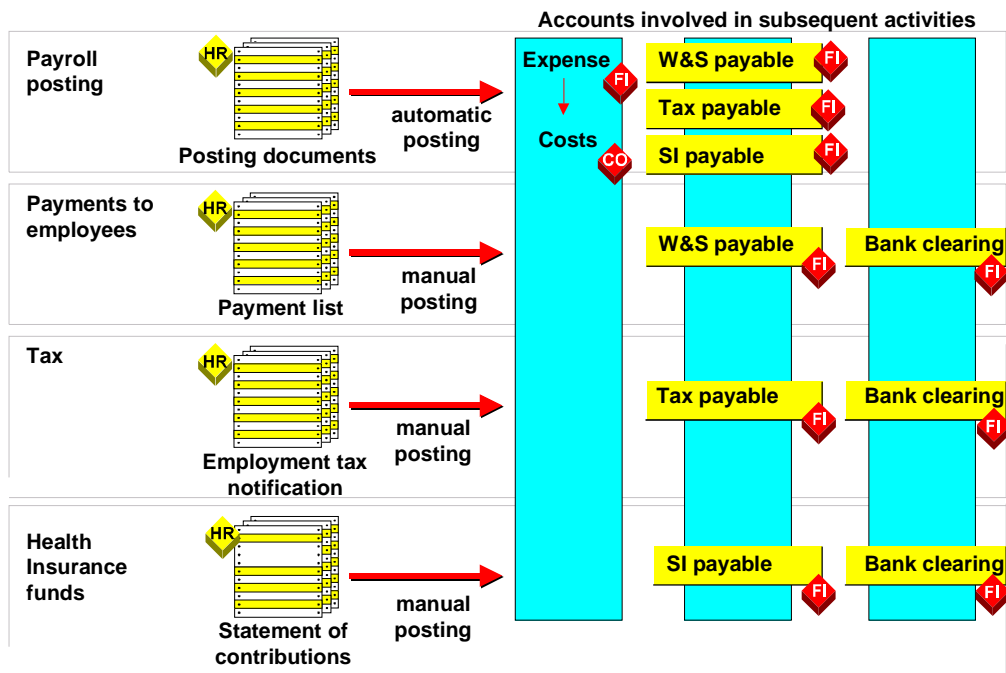 Accounts involved in subsequent activities
Payroll
posting
HR
Posting documents
automatic
posting
Expense
FI
Costs
CO
W&S payable
FI
Tax payable
FI
SI payable
FI
Payments to
employees
HR
Payment list
manual
posting
W&S payable
FI
Bank clearing
FI
Tax
HR
Employment tax
notification
manual
posting
Tax payable
FI
Bank clearing
FI
Health
Insurance
funds
HR
Statement of
contributions
manual
posting
SI payable
FI
Bank clearing
FI